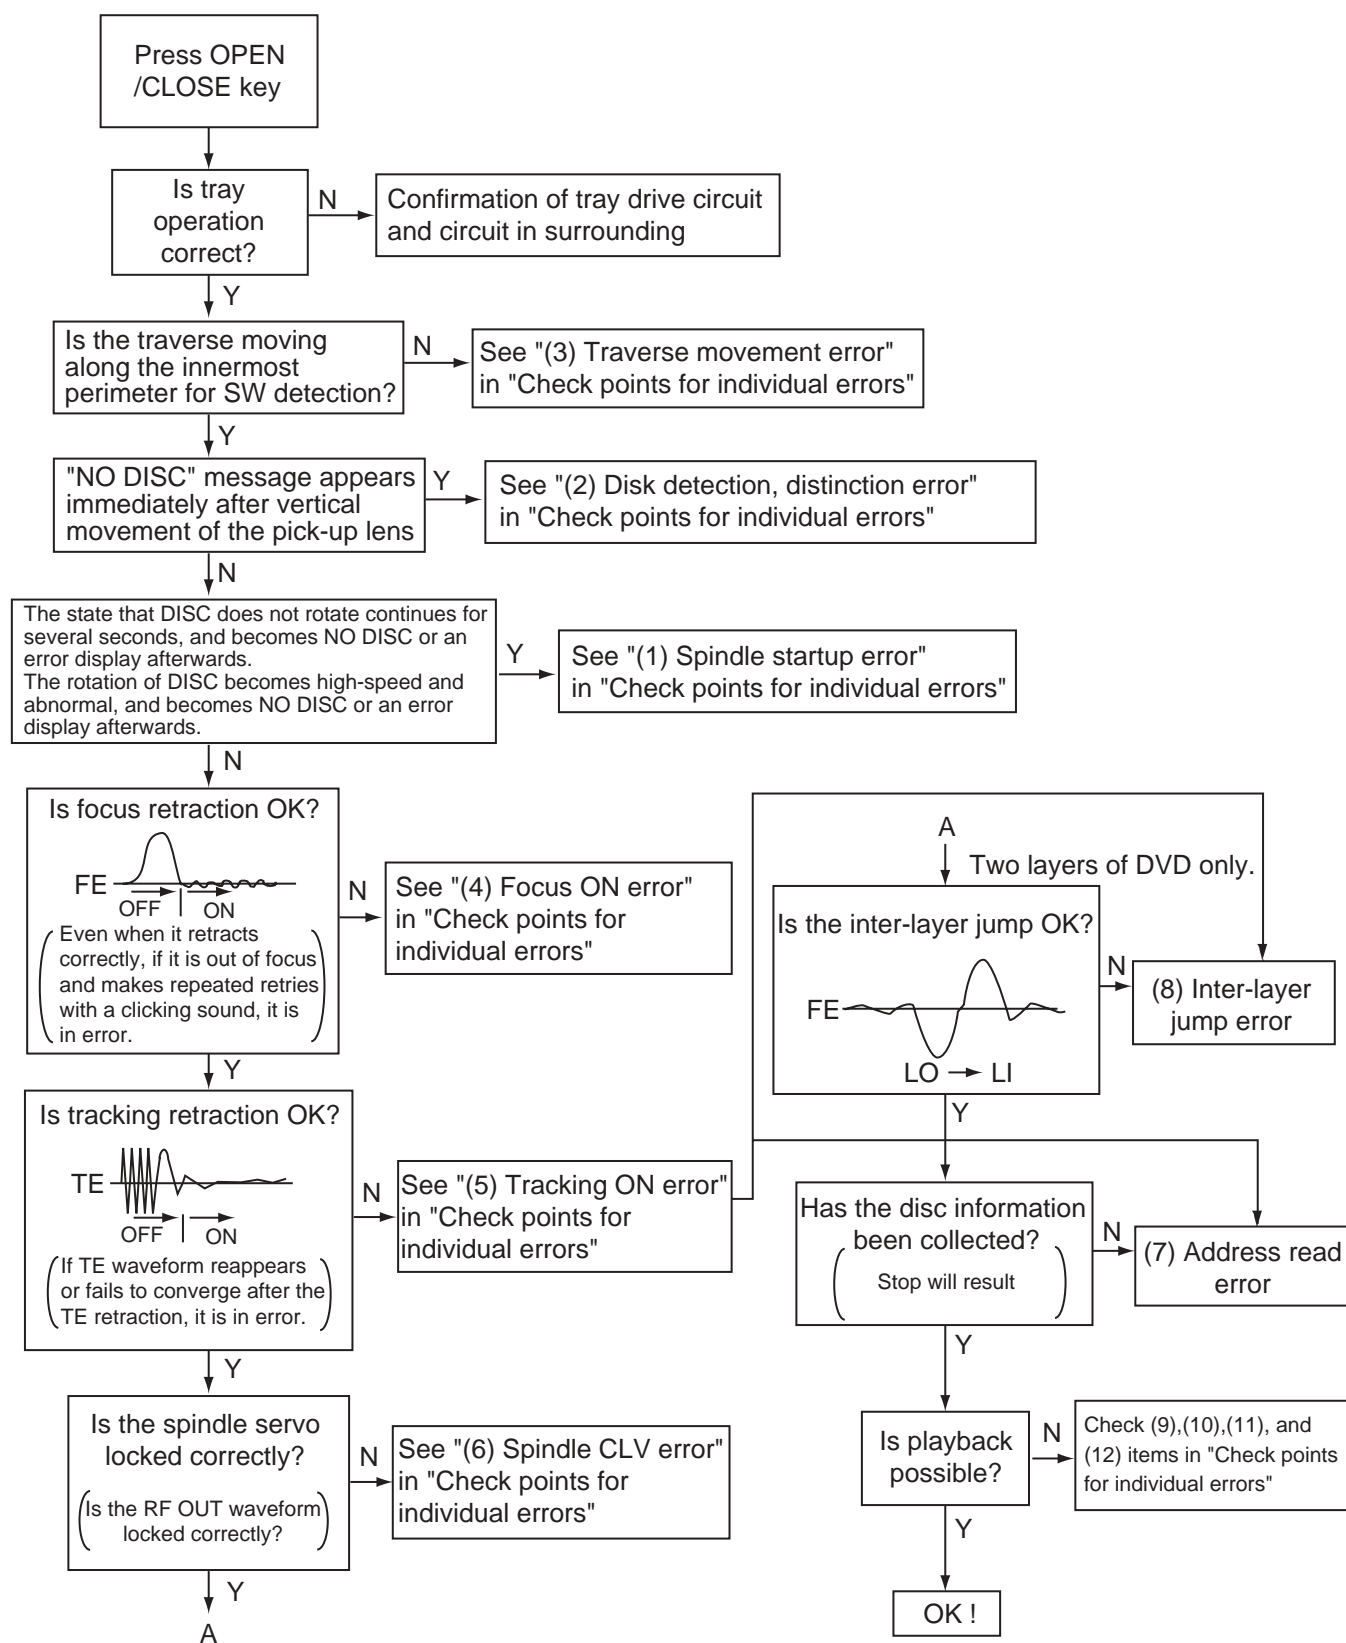 Press OPEN
/CLOSE key
Is tray
operation
correct?
N
Confirmation of tray drive circuit
and circuit in surrounding
Y
Is the traverse moving
along the innermost
perimeter for SW detection?
N
See "(3) Traverse movement error"
in "Check points for individual errors"
Y
"NO DISC" message appears
immediately after vertical
movement of the pick-up lens
Y
See "(2) Disk detection, distinction error"
in "Check points for individual errors"
N
The state that DISC does not rotate continues for
several seconds, and becomes NO DISC or an
error display afterwards.
The rotation of DISC becomes high-speed and
abnormal, and becomes NO DISC or an error
display afterwards.
Y
See "(1) Spindle startup error"
in "Check points for individual errors"
N
Is focus retraction OK?
FE
OFF
ON
Even when it retracts
correctly, if it is out of focus
and makes repeated retries
with a clicking sound, it is
in error.
N
See "(4) Focus ON error"
in "Check points for
individual errors"
Y
Is tracking retraction OK?
TE
OFF
ON
If TE waveform reappears
or fails to converge after the
TE retraction, it is in error.
N
See "(5) Tracking ON error"
in "Check points for
individual errors"
Y
Is the spindle servo
locked correctly?
Is the RF OUT waveform
locked correctly?
N
See "(6) Spindle CLV error"
in "Check points for
individual errors"
Y
A
A
Two layers of DVD only.
Is the inter-layer jump OK?
FE
LO
LI
N
(8) Inter-layer
jump error
Y
Has the disc information
been collected?
Stop will result
N
(7) Address read
error
Y
Is playback
possible?
N
Check (9),(10),(11), and
(12) items in "Check points
for individual errors"
Y
OK !